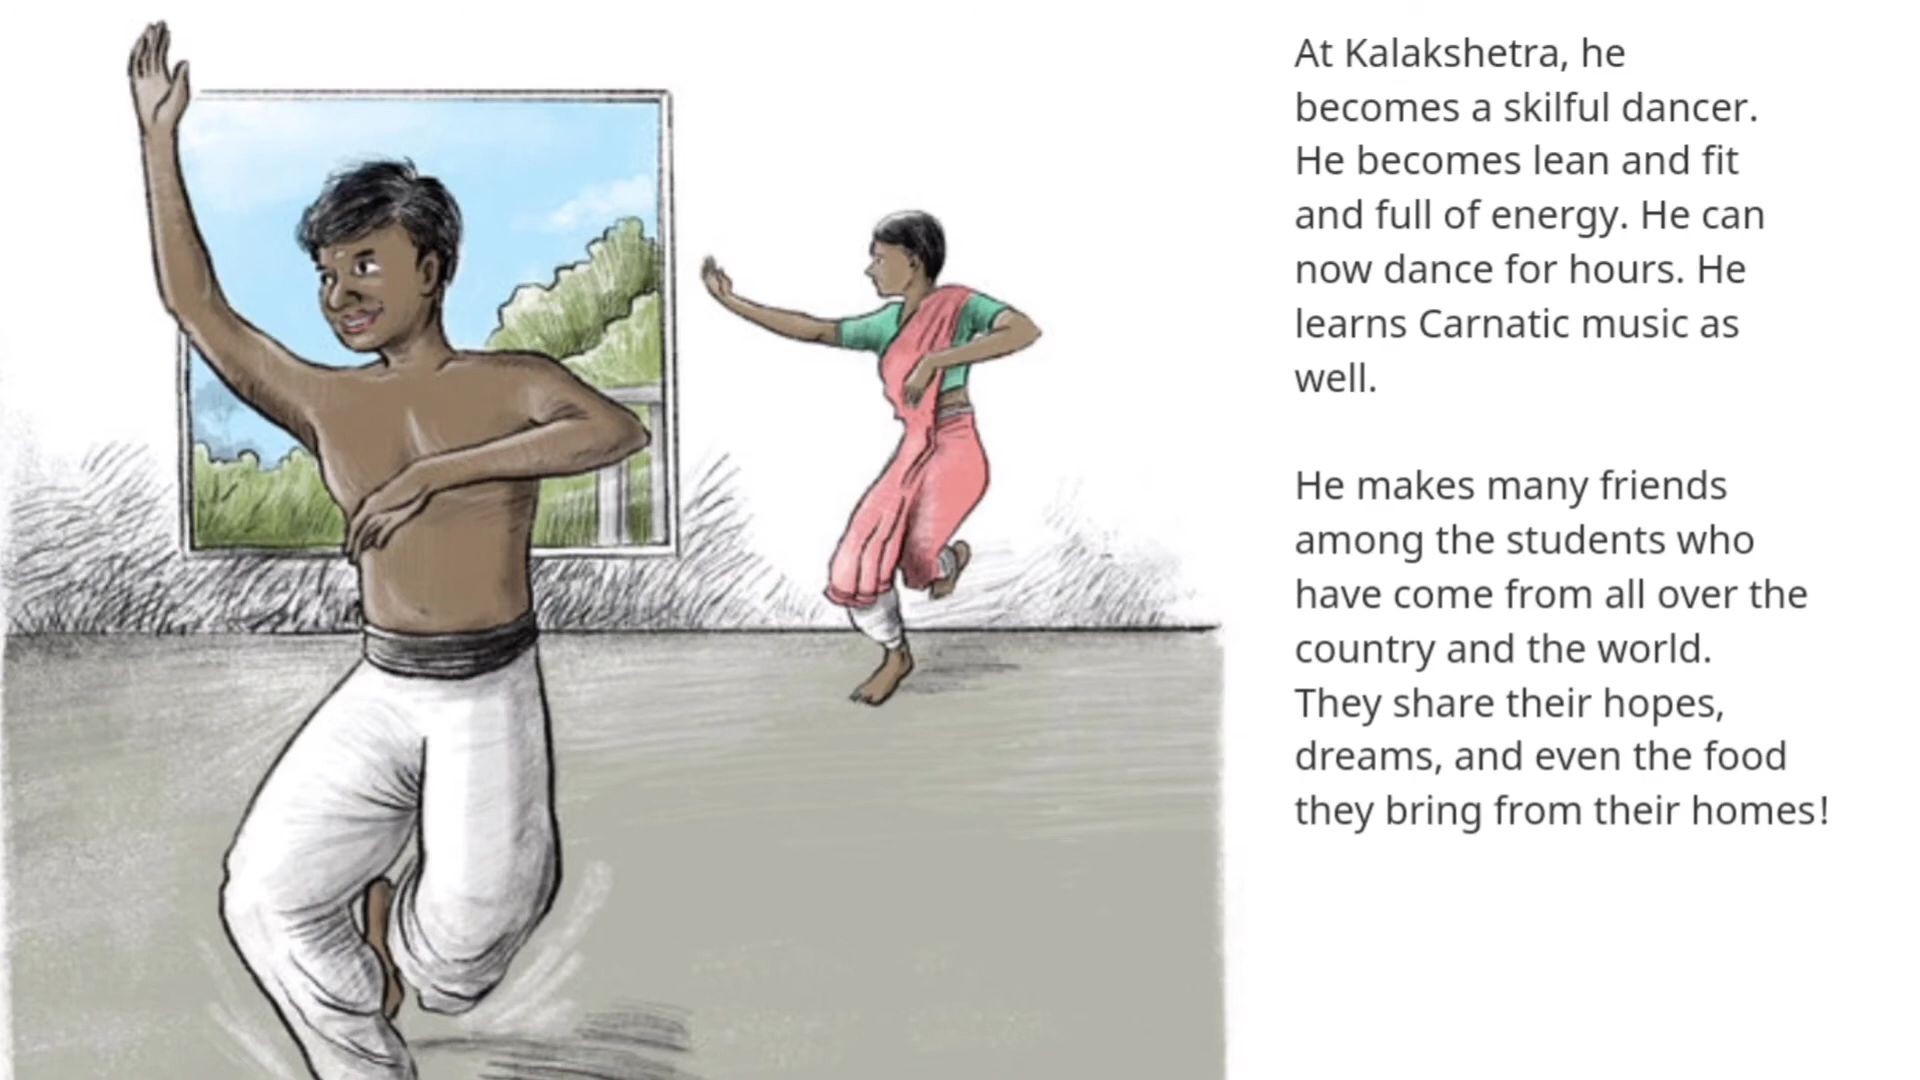 At Kalakshetra, he
becomes a skilful dancer.
He becomes lean and fit
and full of energy. He can
now dance for hours. He
learns Carnatic music as
well.
He makes many friends
among the students who
have come from all over the
country and the world.
They share their hopes,
dreams, and even the food
they bring from their homes!